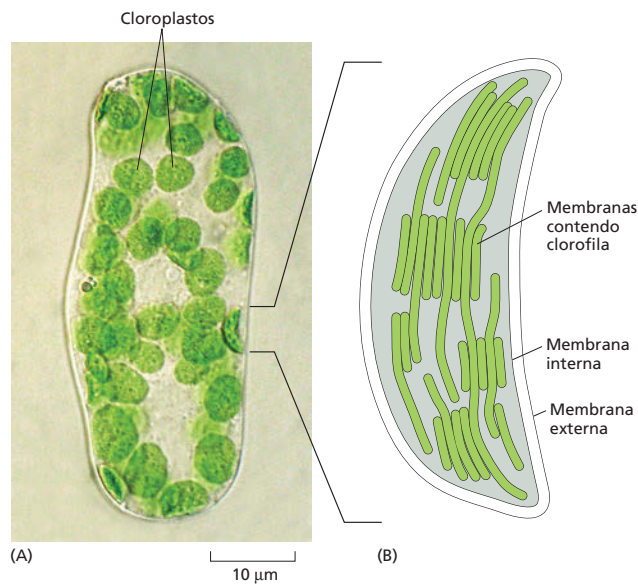 Cloroplastos
Membranas
contendo
clorofila
Membrana
interna
Membrana
externa
(A)
10 μm
(B)